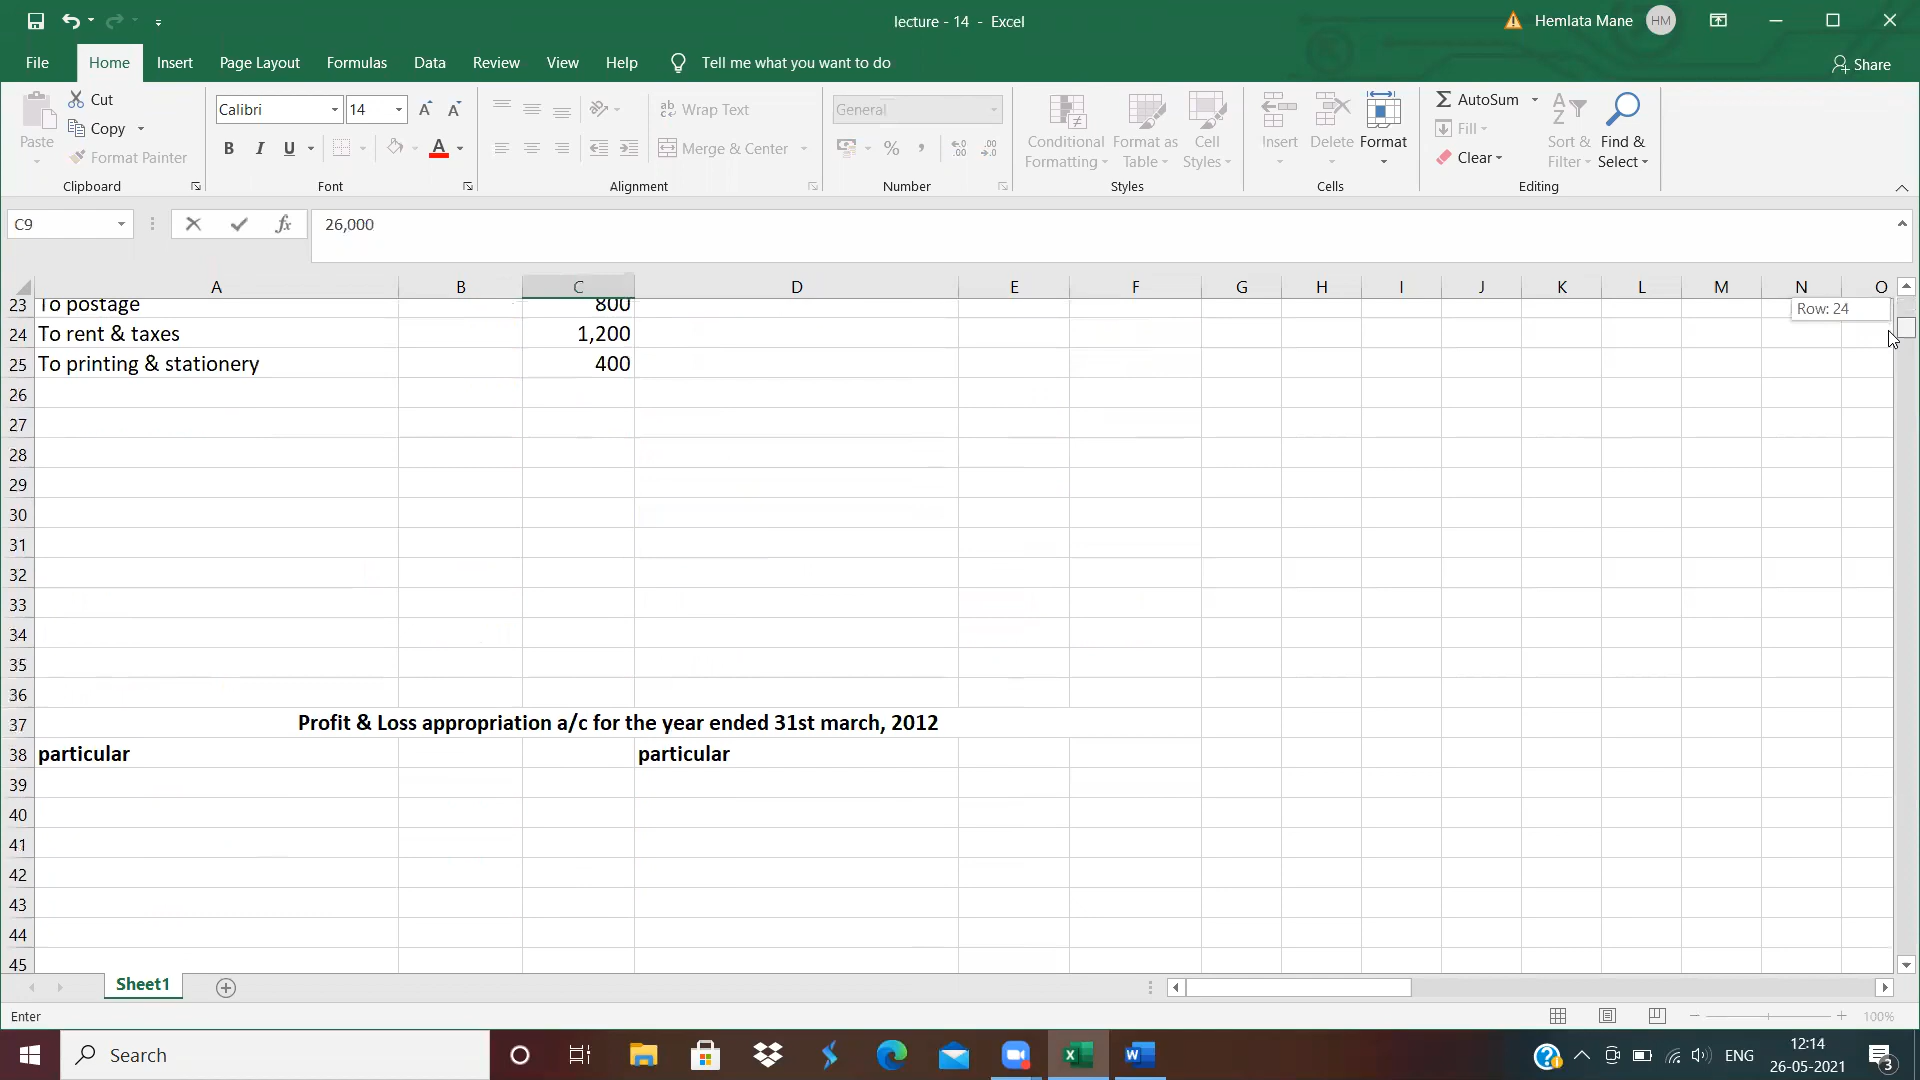 lecture - 14 - Excel
Hemlata Mane HM
File Home Insert Page Layout Formulas Data Review View Help Tell me what you want to do Share
Paste Cut Copy Format Painter Clipboard
Calibri 14 A A B I U A Font
ab Wrap Text Merge & Center Alignment
General % , Number
Conditional Formatting Format as Table Cell Styles Styles
Insert Delete Format Cells
AutoSum Fill Clear Sort & Filter Find & Select Editing
C9 fx 26,000
A B C D E F G H I J K L M N O
Row: 24
23 To postage 800
24 To rent & taxes 1,200
25 To printing & stationery 400
26
27
28
29
30
31
32
33
34
35
36
37 Profit & Loss appropriation a/c for the year ended 31st march, 2012
38 particular particular
39
40
41
42
43
44
45
Sheet1
Enter 100%
Search
ENG 12:14
26-05-2021
3